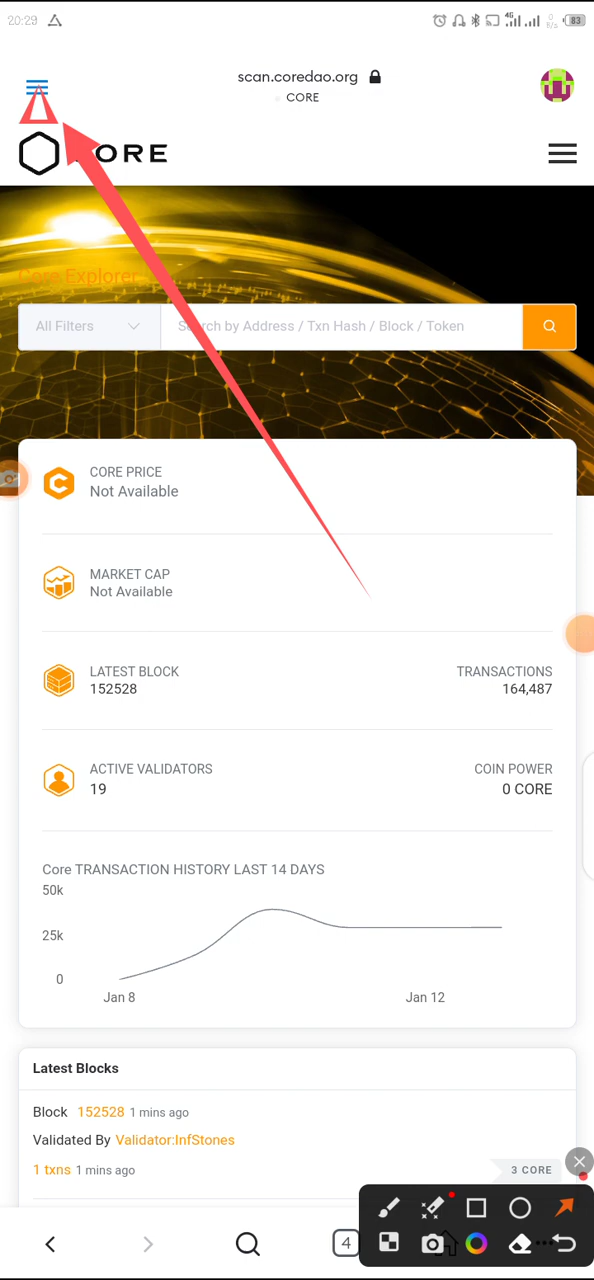 20:29
4G
0
B/s
83
scan.coredao.org
CORE
ORE
Core Explorer
All Filters
Search by Address / Txn Hash / Block / Token
CORE PRICE
Not Available
MARKET CAP
Not Available
LATEST BLOCK
TRANSACTIONS
152528
164,487
ACTIVE VALIDATORS
COIN POWER
19
0 CORE
Core TRANSACTION HISTORY LAST 14 DAYS
50k
25k
0
Jan 8
Jan 12
Latest Blocks
Block 152528 1 mins ago
Validated By Validator:InfStones
1 txns 1 mins ago
3 CORE
4